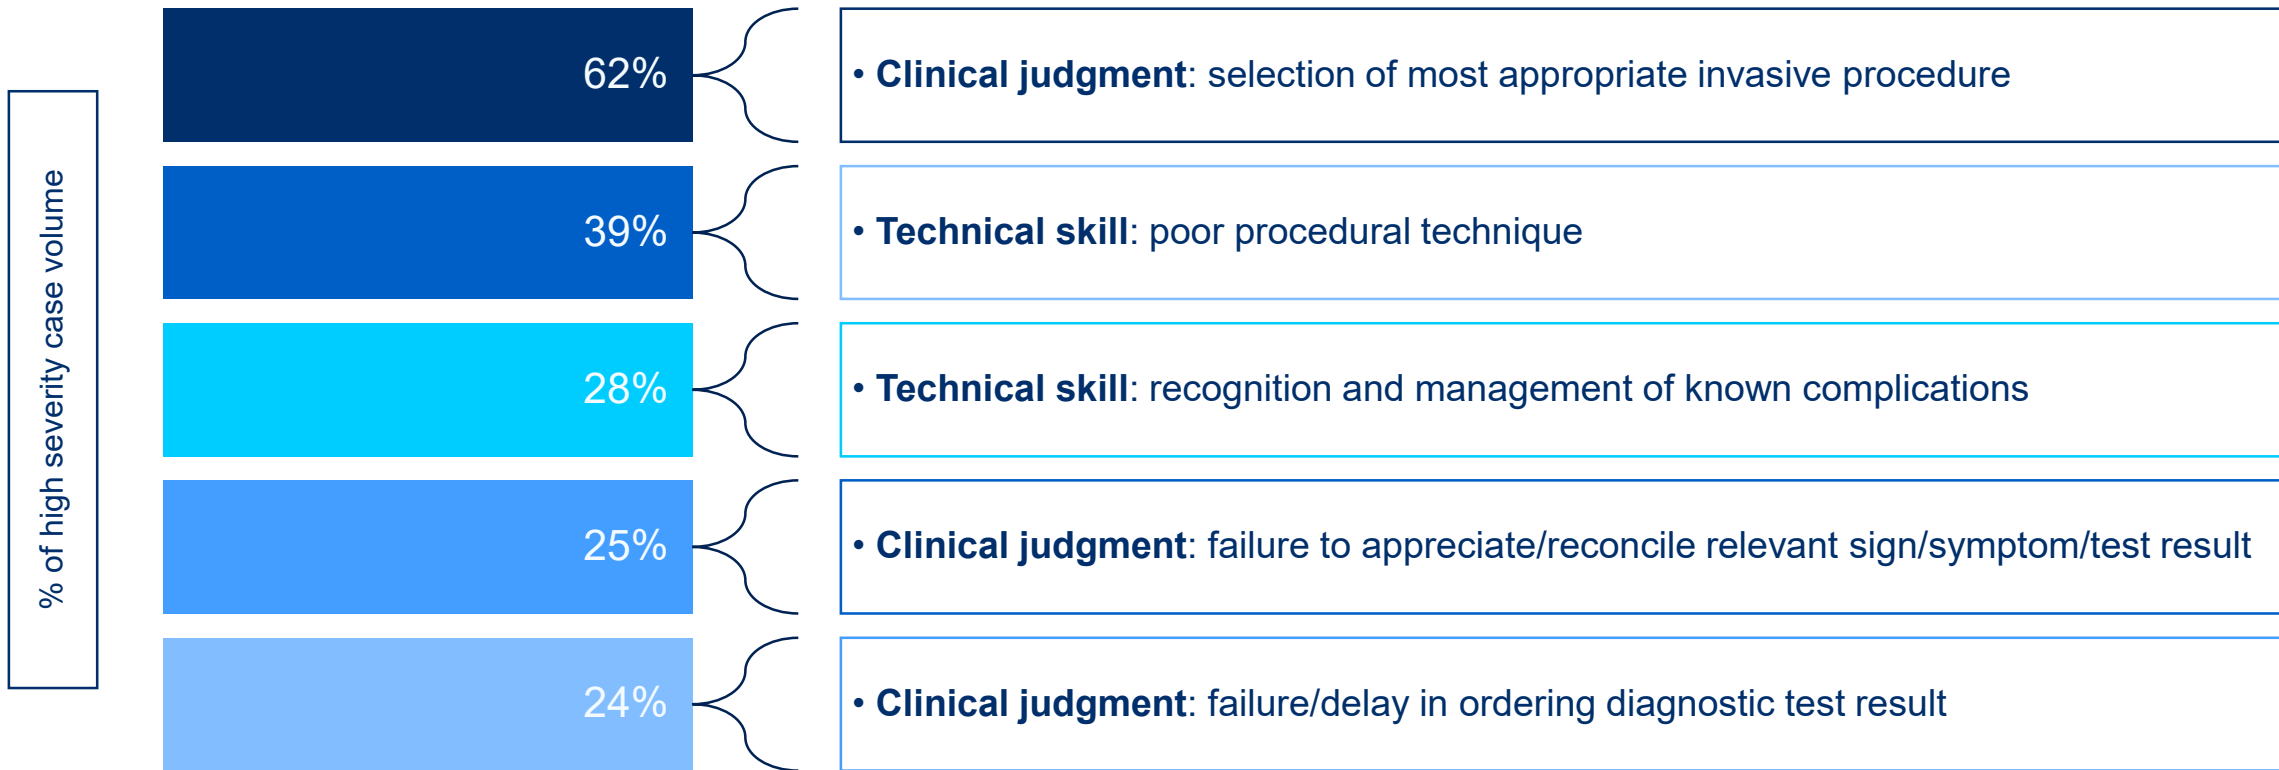 % of high severity case volume
62%
• Clinical judgment: selection of most appropriate invasive procedure
39%
• Technical skill: poor procedural technique
28%
• Technical skill: recognition and management of known complications
25%
• Clinical judgment: failure to appreciate/reconcile relevant sign/symptom/test result
24%
• Clinical judgment: failure/delay in ordering diagnostic test result